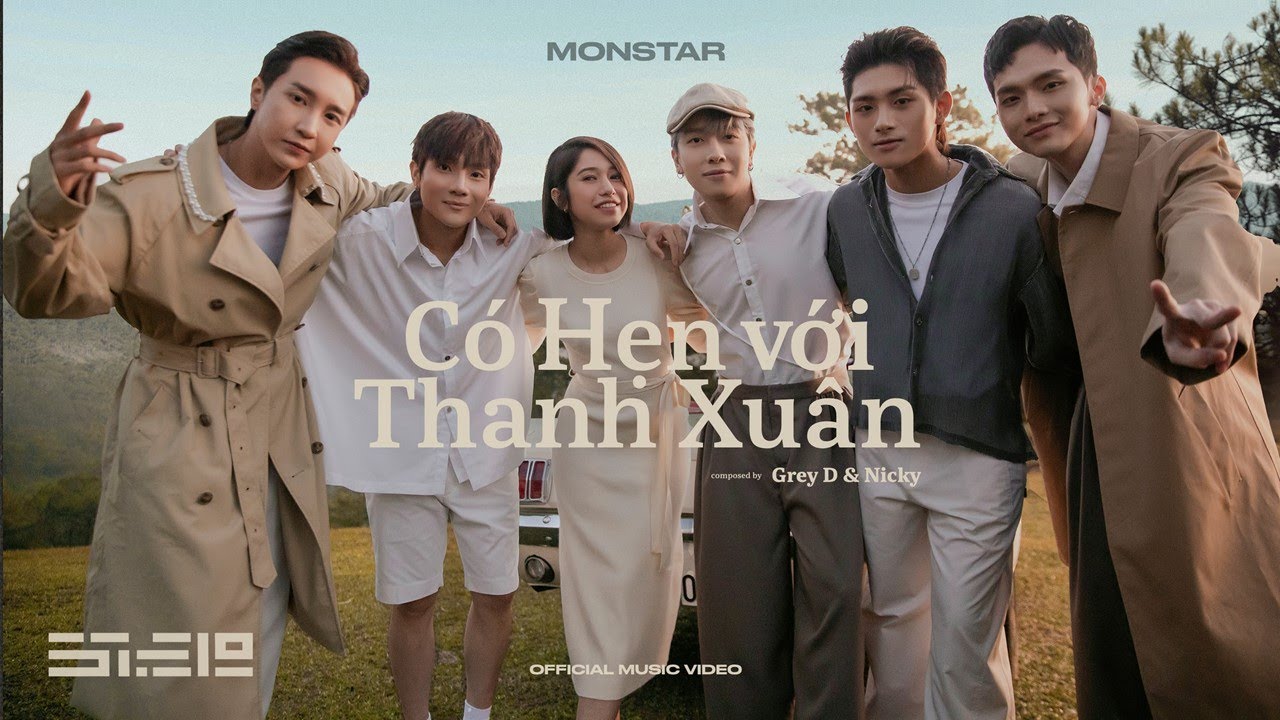 MONSTAR
Có Hẹn với
Thanh Xuân
composed by Grey D & Nicky
ST.319
OFFICIAL MUSIC VIDEO